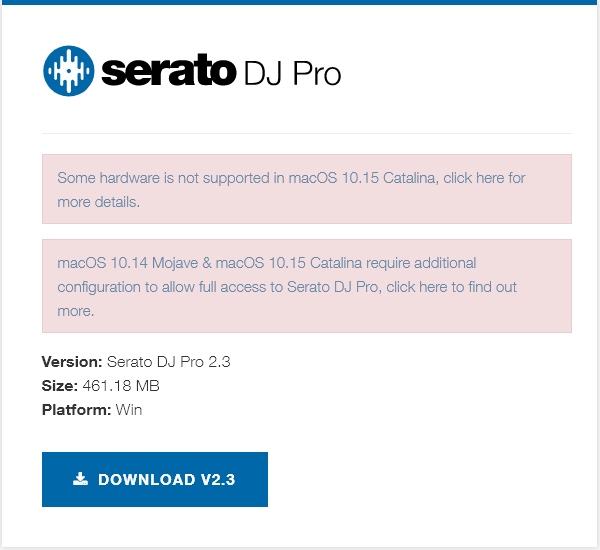 serato DJ Pro
Some hardware is not supported in macOS 10.15 Catalina, click here for
more details.
macOS 10.14 Mojave & macOS 10.15 Catalina require additional
configuration to allow full access to Serato DJ Pro, click here to find out
more.
Version: Serato DJ Pro 2.3
Size: 461.18 MB
Platform: Win
DOWNLOAD V2.3